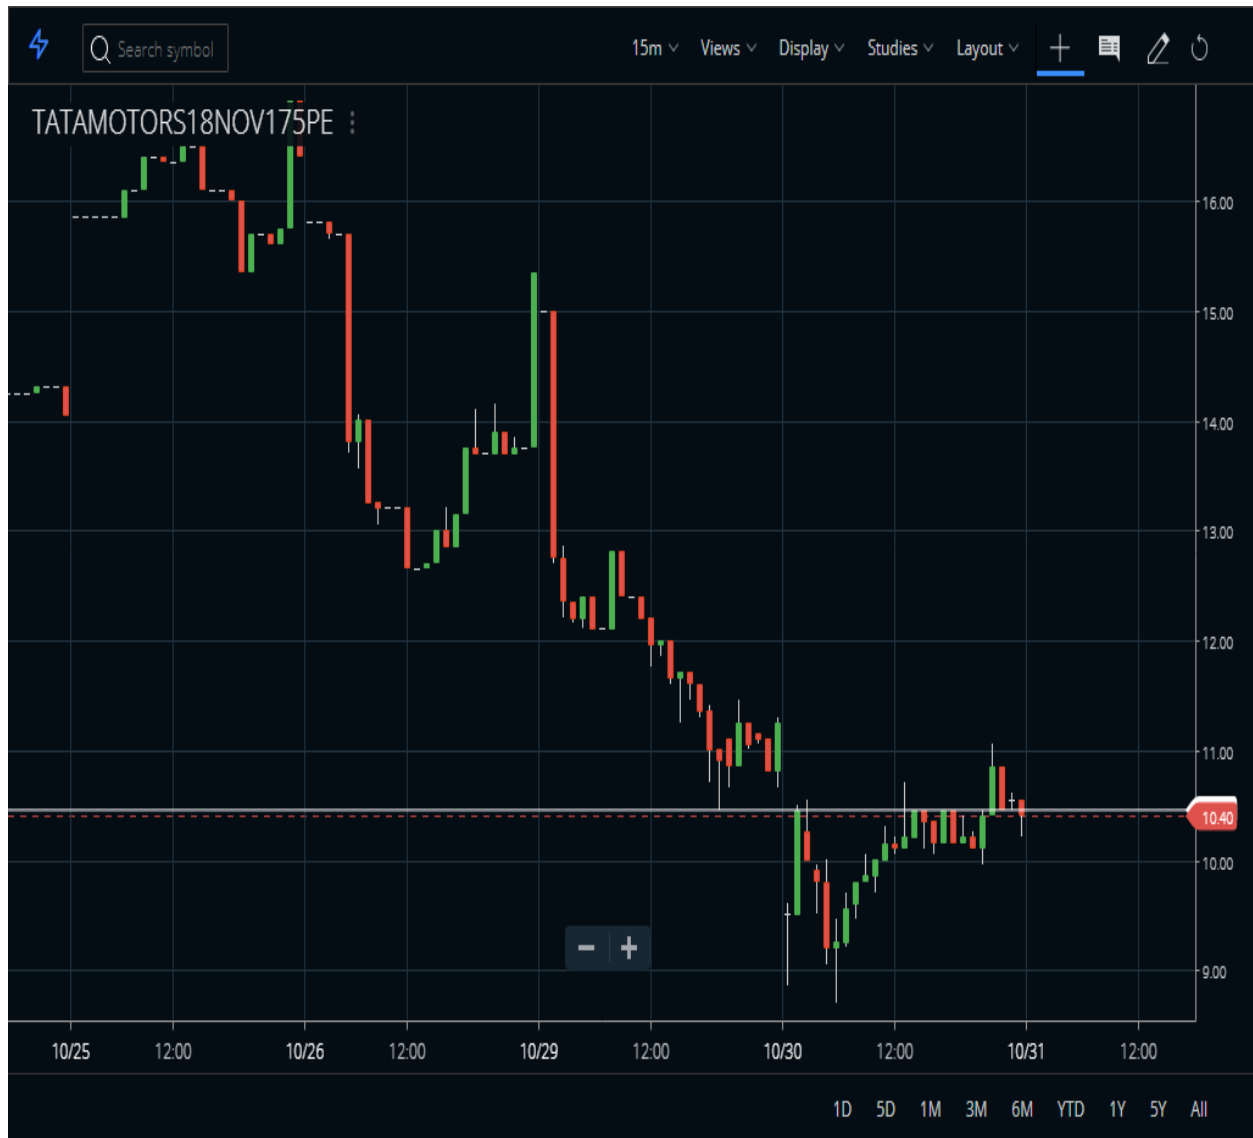 Search symbol 15m Views Display Studies Layout
TATAMOTORS18NOV175PE
16.00
15.00
14.00
13.00
12.00
11.00
10.40
10.00
9.00
10/25 12:00 10/26 12:00 10/29 12:00 10/30 12:00 10/31 12:00
1D 5D 1M 3M 6M YTD 1Y 5Y All